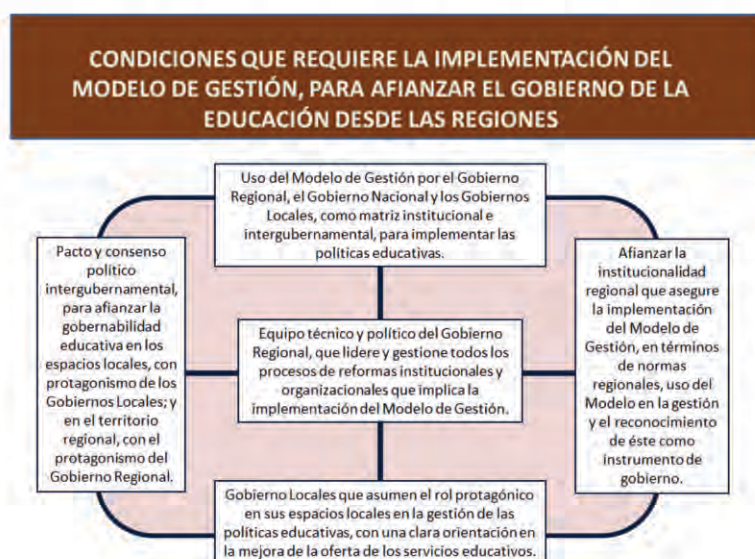 CONDICIONES QUE REQUIERE LA IMPLEMENTACIÓN DEL
MODELO DE GESTIÓN, PARA AFIANZAR EL GOBIERNO DE LA
EDUCACIÓN DESDE LAS REGIONES
Uso del Modelo de Gestión por el Gobierno
Regional, el Gobierno Nacional y los Gobiernos
Locales, como matriz institucional e
intergubernamental, para implementar las
políticas educativas.
Pacto y consenso
político
intergubernamental,
para afianzar la
gobernabilidad
educativa en los
espacios locales, con
protagonismo de los
Gobiernos Locales; y
en el territorio
regional, con el
protagonismo del
Gobierno Regional.
Equipo técnico y político del Gobierno
Regional, que lidere y gestione todos los
procesos de reformas institucionales y
organizacionales que implica la
implementación del Modelo de Gestión.
Afianzar la
institucionalidad
regional que asegure
la implementación
del Modelo de
Gestión, en términos
de normas
regionales, uso del
Modelo en la gestión
y el reconocimiento
de éste como
instrumento de
gobierno.
Gobierno Locales que asumen el rol protagónico
en sus espacios locales en la gestión de las
políticas educativas, con una clara orientación en
la mejora de la oferta de los servicios educativos.